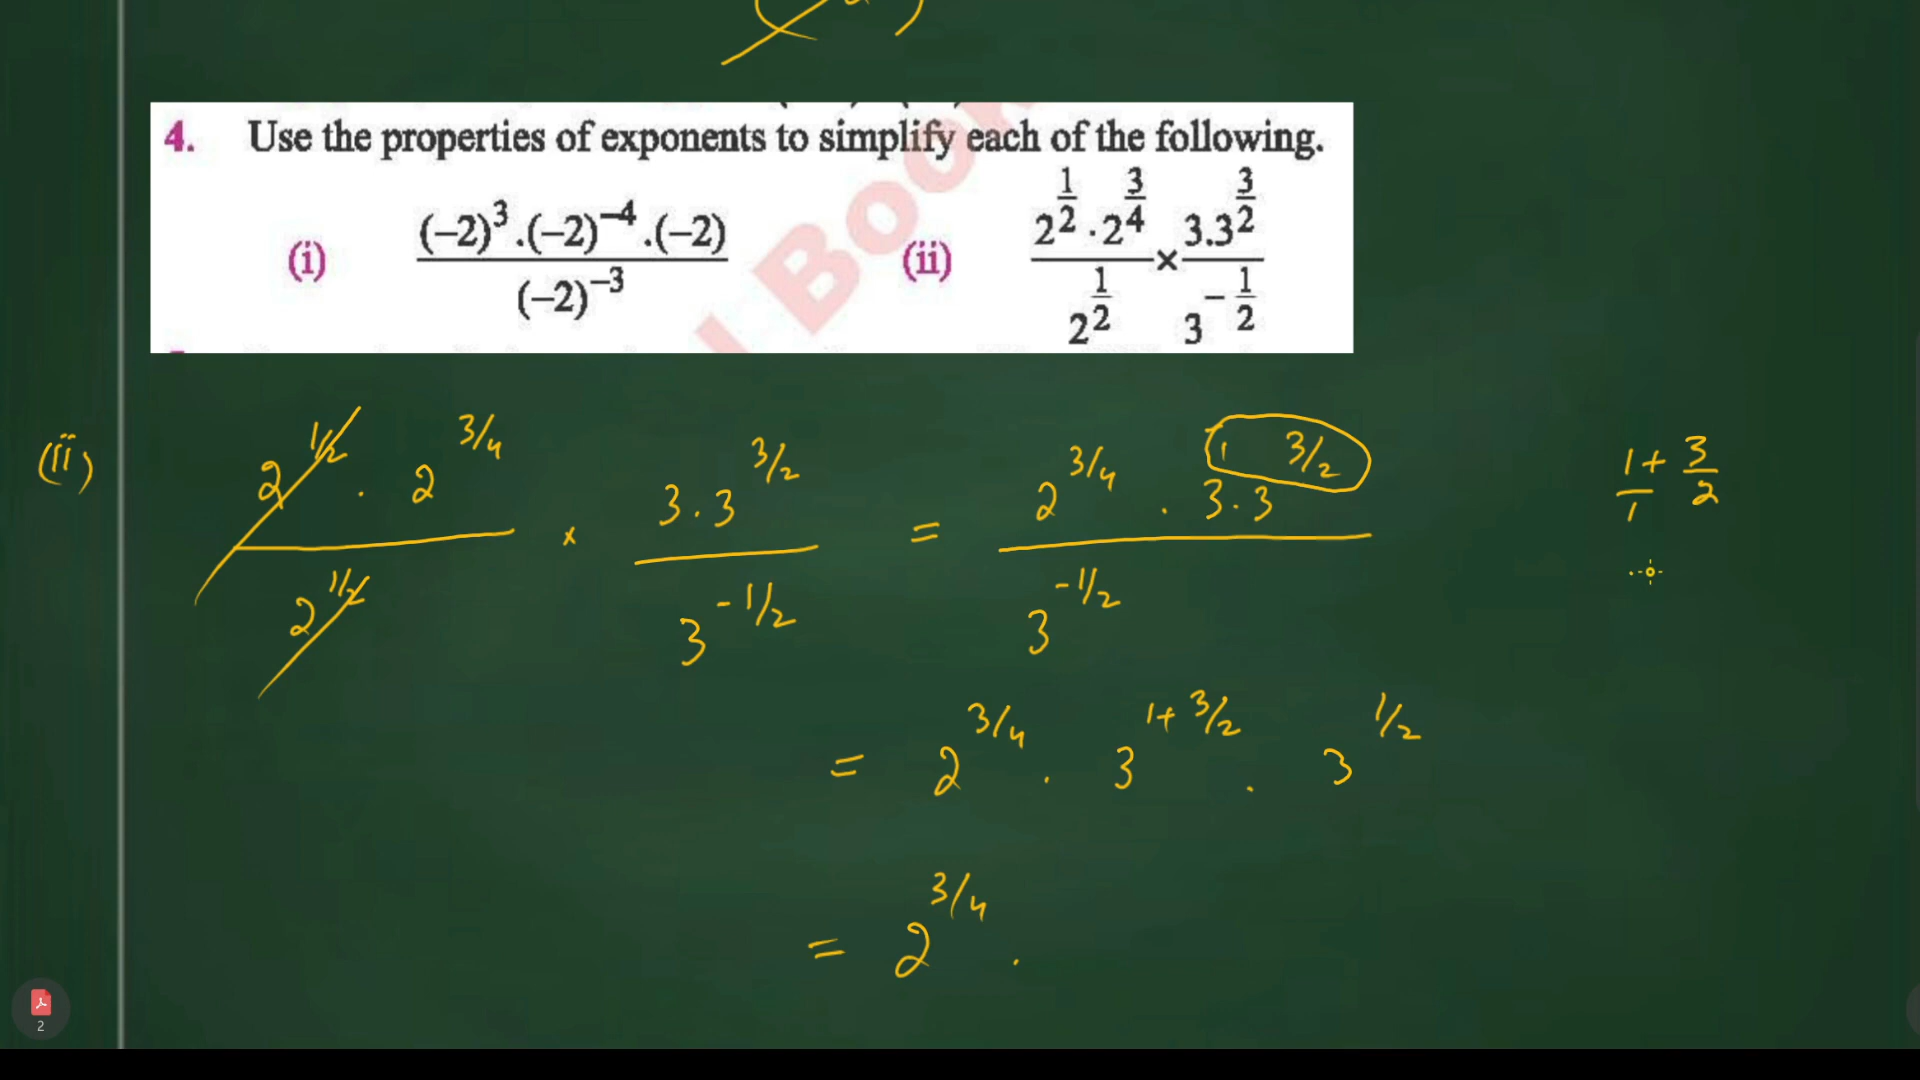 4. Use the properties of exponents to simplify each of the following.
(i) (–2)³.(–2)⁻⁴.(–2) / (–2)⁻³ (ii) 2^(1/2) . 2^(3/4) / 2^(1/2) × 3.3^(3/2) / 3^(-1/2)
(ii) 2^(1/2) . 2^(3/4) / 2^(1/2) × 3.3^(3/2) / 3^(-1/2) = 2^(3/4) . 3^1 . 3^(3/2) / 3^(-1/2)
1/1 + 3/2
= 2^(3/4) . 3^(1+3/2) . 3^(1/2)
= 2^(3/4) .
2